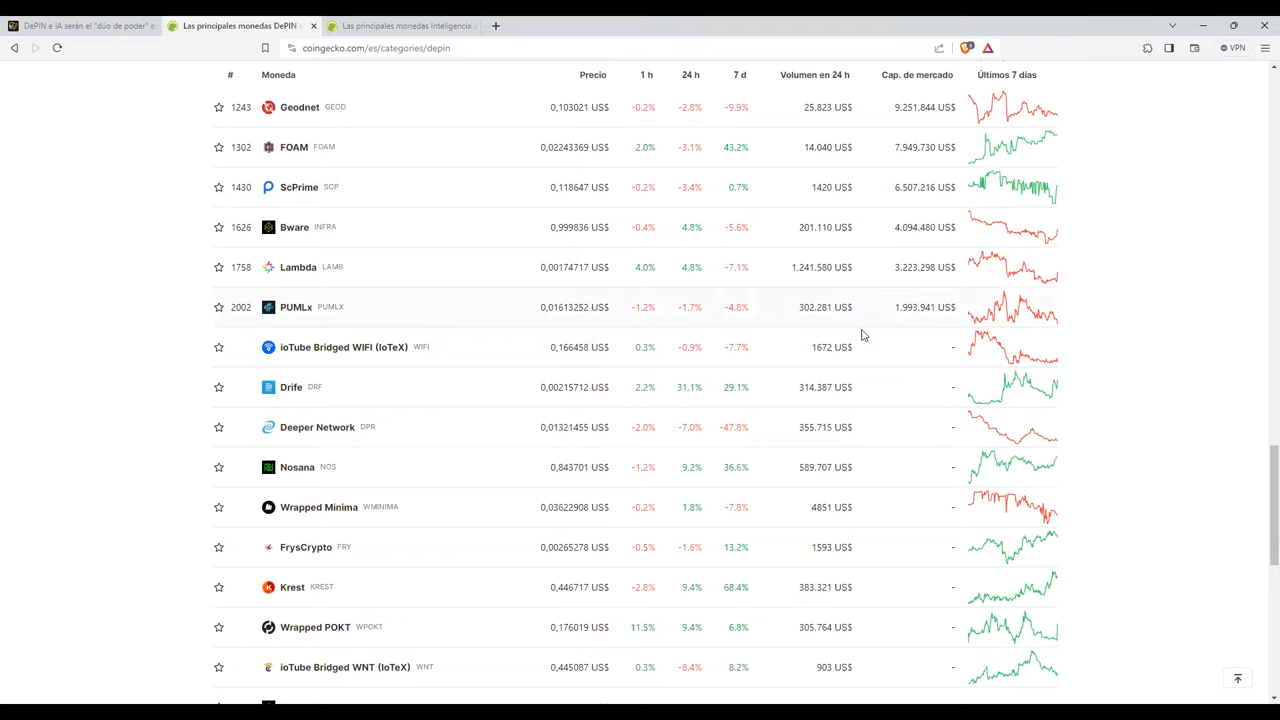 DePIN e IA serán el "dúo de poder" e
Las principales monedas DePIN
Las principales monedas Inteligencia
coingecko.com/es/categories/depin
VPN
# Moneda Precio 1 h 24 h 7 d Volumen en 24 h Cap. de mercado Últimos 7 días
1243 Geodnet GEOD 0,103021 US$ -0.2% -2.8% -9.9% 25.823 US$ 9.251.844 US$
1302 FOAM FOAM 0,02243369 US$ 2.0% -3.1% 43.2% 14.040 US$ 7.949.730 US$
1430 ScPrime SCP 0,118647 US$ -0.2% -3.4% 0.7% 1420 US$ 6.507.216 US$
1626 Bware INFRA 0,999836 US$ -0.4% 4.8% -5.6% 201.110 US$ 4.094.480 US$
1758 Lambda LAMB 0,00174717 US$ 4.0% 4.8% -7.1% 1.241.580 US$ 3.223.298 US$
2002 PUMLx PUMLX 0,01613252 US$ -1.2% -1.7% -4.8% 302.281 US$ 1.993.941 US$
ioTube Bridged WIFI (IoTeX) WIFI 0,166458 US$ 0.3% -0.9% -7.7% 1672 US$ -
Drife DRF 0,00215712 US$ 2.2% 31.1% 29.1% 314.387 US$ -
Deeper Network DPR 0,01321455 US$ -2.0% -7.0% -47.8% 355.715 US$ -
Nosana NOS 0,843701 US$ -1.2% 9.2% 36.6% 589.707 US$ -
Wrapped Minima WMINIMA 0,03622908 US$ -0.2% 1.8% -7.8% 4851 US$ -
FrysCrypto FRY 0,00265278 US$ -0.5% -1.6% 13.2% 1593 US$ -
Krest KREST 0,446717 US$ -2.8% 9.4% 68.4% 383.321 US$ -
Wrapped POKT WPOKT 0,176019 US$ 11.5% 9.4% 6.8% 305.764 US$ -
ioTube Bridged WNT (IoTeX) WNT 0,445087 US$ 0.3% -8.4% 8.2% 903 US$ -